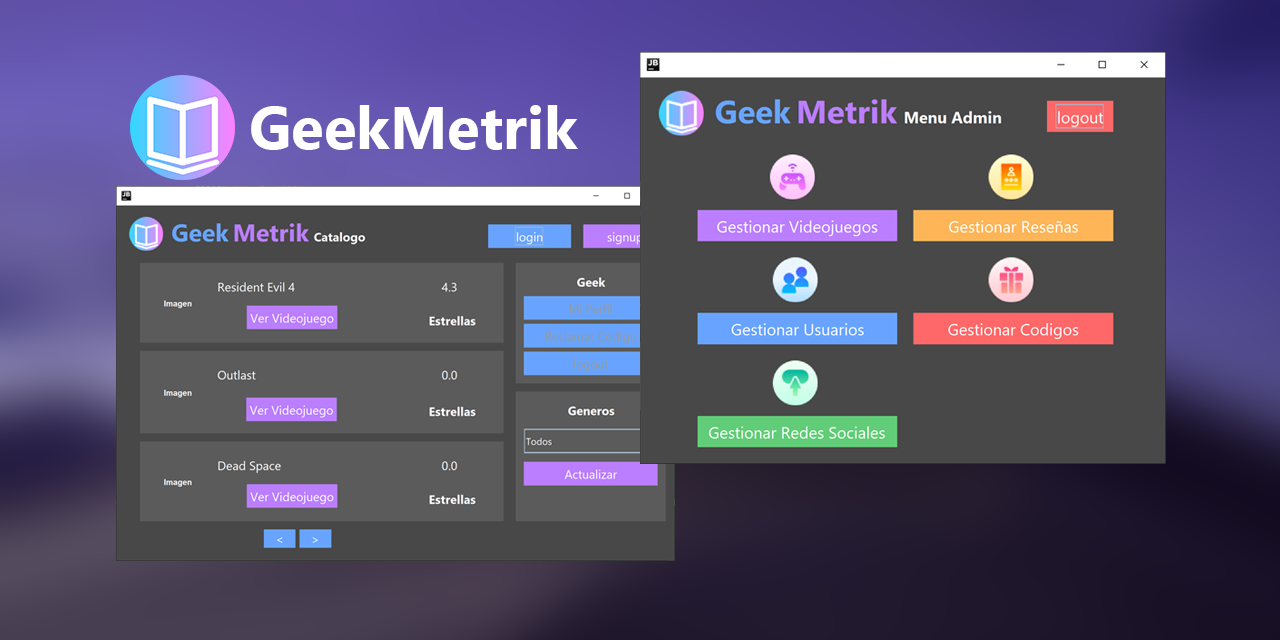 GeekMetrik
JB
Geek Metrik Catalogo
login
signup
Imagen
Resident Evil 4
4.3
Ver Videojuego
Estrellas
Imagen
Outlast
0.0
Ver Videojuego
Estrellas
Imagen
Dead Space
0.0
Ver Videojuego
Estrellas
<
>
Geek
Generos
Todos
Actualizar
JB
Geek Metrik Menu Admin
logout
Gestionar Videojuegos
Gestionar Reseñas
Gestionar Usuarios
Gestionar Codigos
Gestionar Redes Sociales